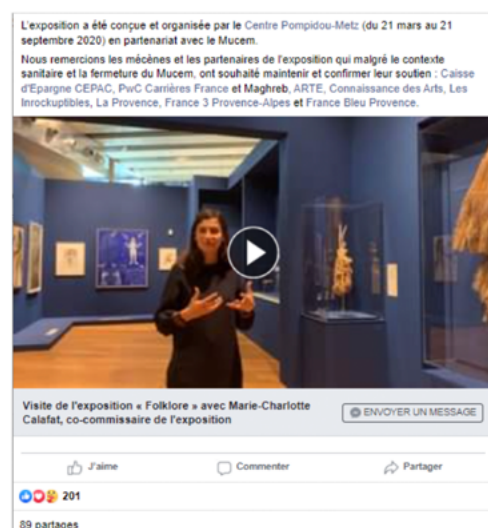 L'exposition a été conçue et organisée par le Centre Pompidou-Metz (du 21 mars au 21
septembre 2020) en partenariat avec le Mucem.
Nous remercions les mécènes et les partenaires de l'exposition qui malgré le contexte
sanitaire et la fermeture du Mucem, ont souhaité maintenir et confirmer leur soutien : Caisse
d'Epargne CEPAC, PwC Carrières France et Maghreb, ARTE, Connaissance des Arts, Les
Inrockuptibles, La Provence, France 3 Provence-Alpes et France Bleu Provence.
Visite de l'exposition « Folklore » avec Marie-Charlotte
Calafat, co-commissaire de l'exposition
ENVOYER UN MESSAGE
J'aime
Commenter
Partager
201
89 partages